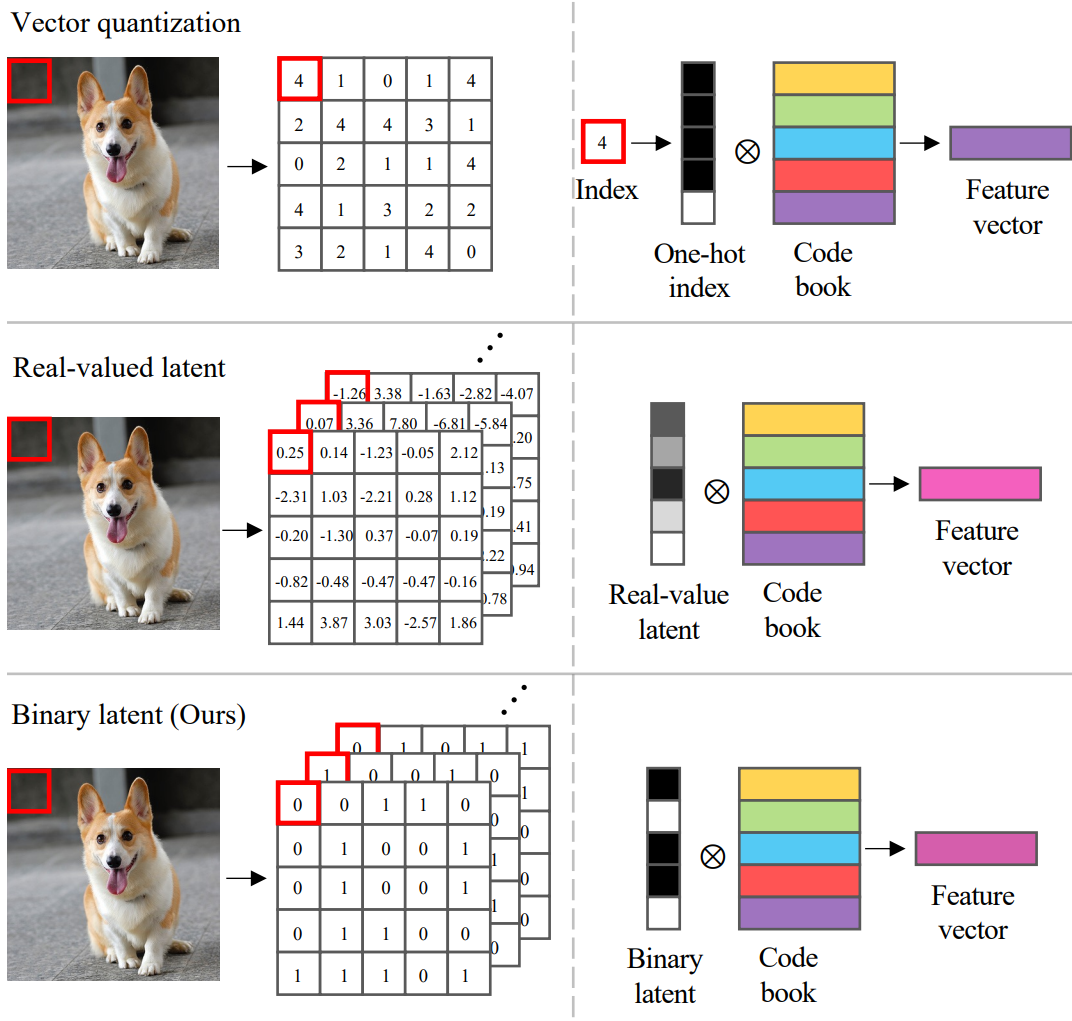 Vector quantization
4 1 0 1 4
2 4 4 3 1
0 2 1 1 4
4 1 3 2 2
3 2 1 4 0
4
Index
One-hot
index
Code
book
Feature
vector
Real-valued latent
-1.26 3.38 -1.63 -2.82 -4.07
0.07 3.36 7.80 -6.81 -5.84
.20
0.25 0.14 -1.23 -0.05 2.12
.13
.75
-2.31 1.03 -2.21 0.28 1.12
.19
.41
-0.20 -1.30 0.37 -0.07 0.19
.22
.94
-0.82 -0.48 -0.47 -0.47 -0.16
0.78
1.44 3.87 3.03 -2.57 1.86
Real-value
latent
Code
book
Feature
vector
Binary latent (Ours)
0 1 0 1 1
1 0 0 1 0
1
0 0 1 1 0
0
0
0 1 0 0 1
1
0
0 1 0 0 1
1
0
0 1 1 0 0
0
1 1 1 0 1
Binary
latent
Code
book
Feature
vector